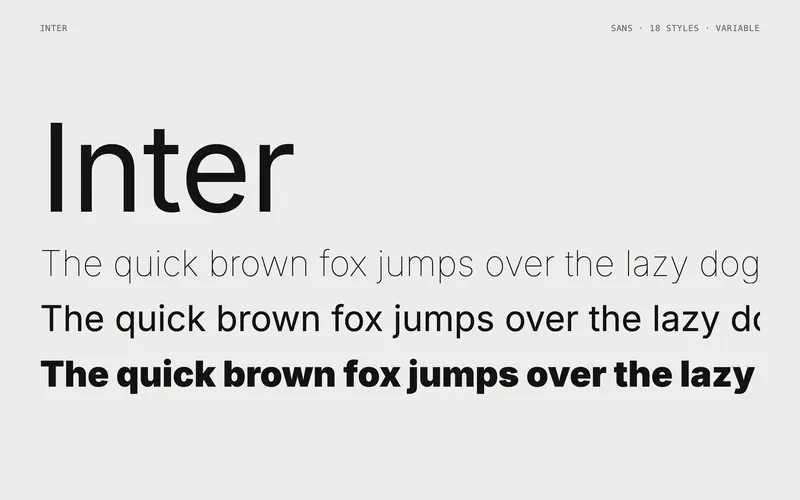 INTER
SANS · 18 STYLES · VARIABLE
Inter
The quick brown fox jumps over the lazy dog
The quick brown fox jumps over the lazy
The quick brown fox jumps over the lazy